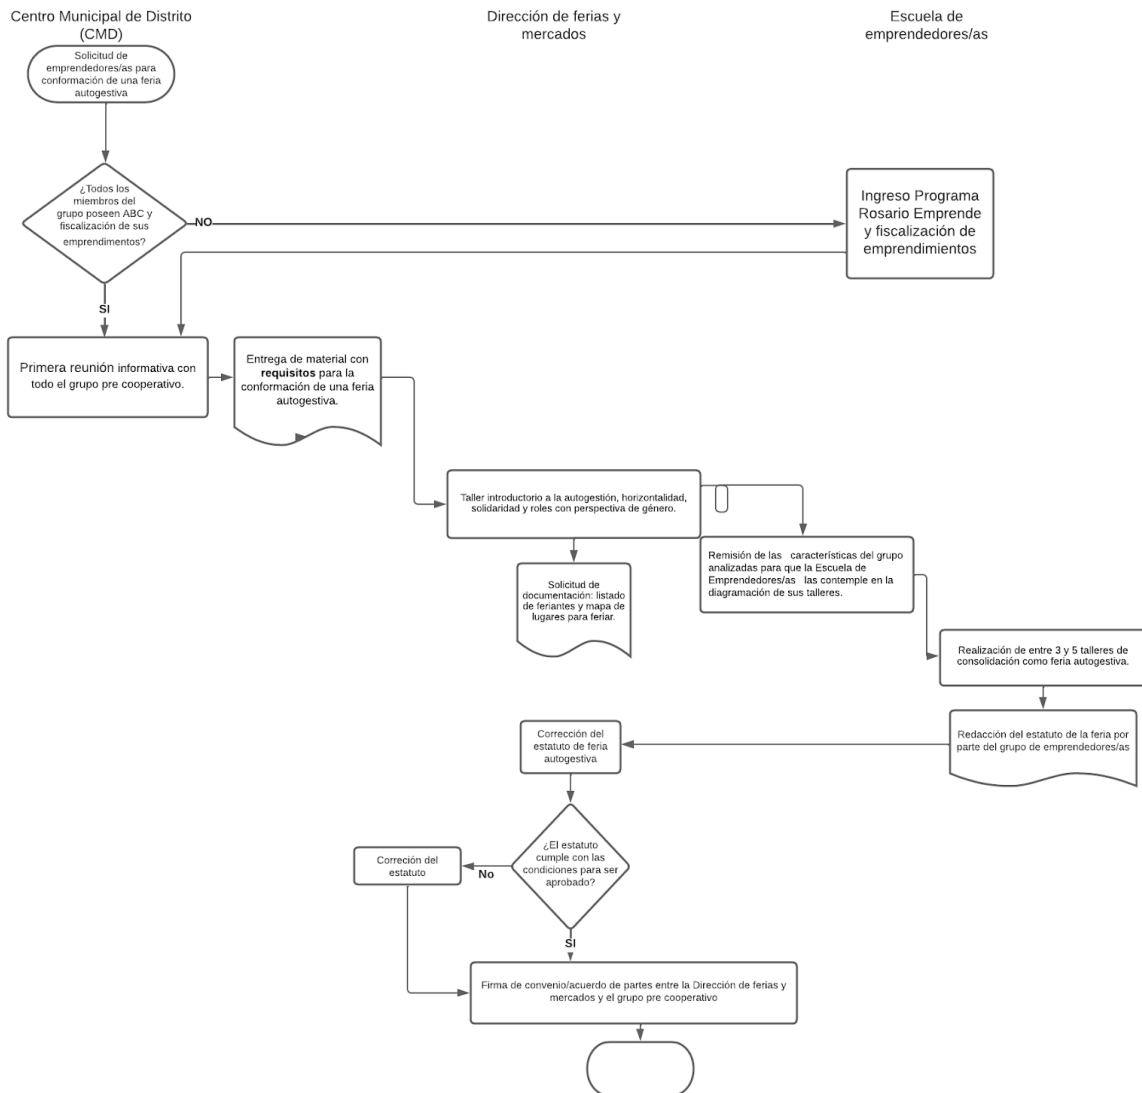 Centro Municipal de Distrito
(CMD)
Dirección de ferias y
mercados
Escuela de
emprendedores/as
Solicitud de
emprendedores/as para
conformación de una feria
autogestiva
¿Todos los
miembros del
grupo poseen ABC y
fiscalización de sus
emprendimentos?
NO
Ingreso Programa
Rosario Emprende
y fiscalización de
emprendimientos
SI
Primera reunión informativa con
todo el grupo pre cooperativo.
Entrega de material con
requisitos para la
conformación de una feria
autogestiva.
Taller introductorio a la autogestión, horizontalidad,
solidaridad y roles con perspectiva de género.
Remisión de las características del grupo
analizadas para que la Escuela de
Emprendedores/as las contemple en la
diagramación de sus talleres.
Solicitud de
documentación: listado
de feriantes y mapa de
lugares para feriar.
Realización de entre 3 y 5 talleres de
consolidación como feria autogestiva.
Redacción del estatuto de la feria por
parte del grupo de emprendedores/as
Corrección del
estatuto de feria
autogestiva
¿El estatuto
cumple con las
condiciones para ser
aprobado?
No
Correción del
estatuto
SI
Firma de convenio/acuerdo de partes entre la Dirección de ferias y
mercados y el grupo pre cooperativo